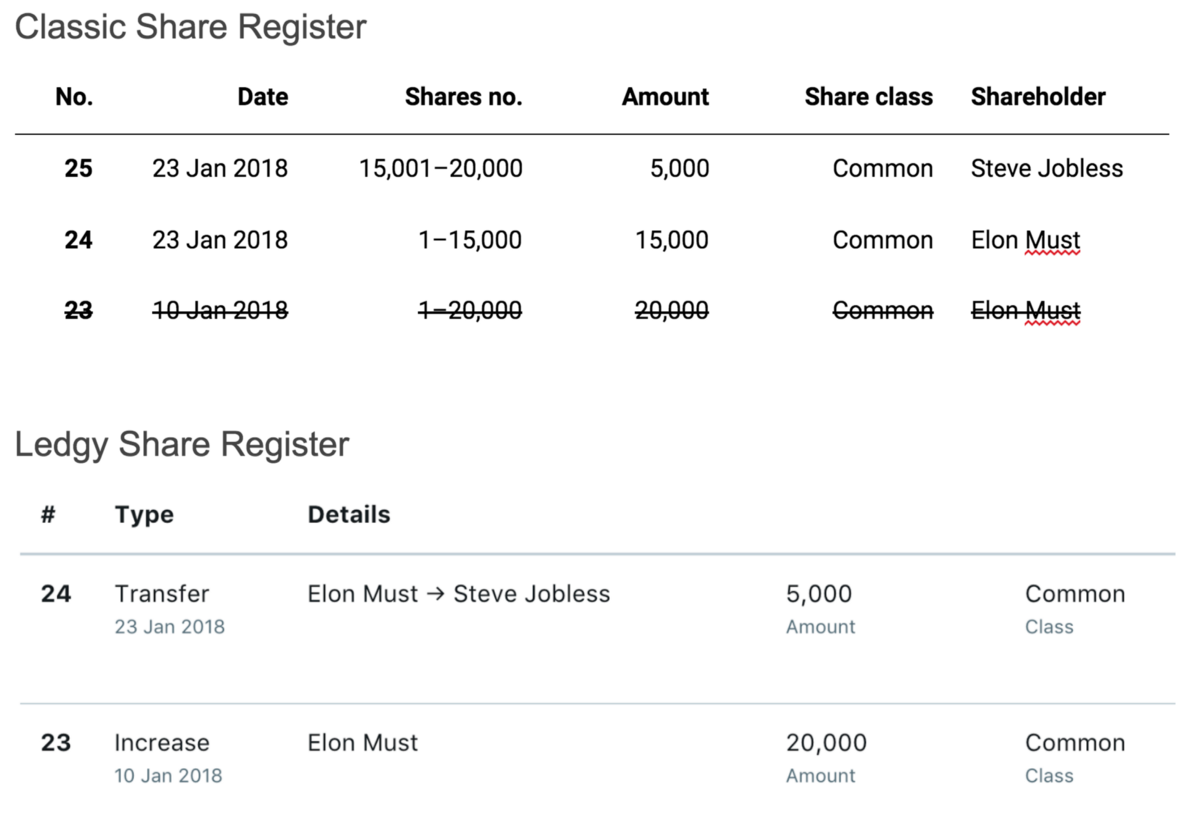 Classic Share Register
No. Date Shares no. Amount Share class Shareholder
25 23 Jan 2018 15,001–20,000 5,000 Common Steve Jobless
24 23 Jan 2018 1–15,000 15,000 Common Elon Must
23 10 Jan 2018 1–20,000 20,000 Common Elon Must
Ledgy Share Register
# Type Details
24 Transfer Elon Must → Steve Jobless 5,000 Common
23 Jan 2018 Amount Class
23 Increase Elon Must 20,000 Common
10 Jan 2018 Amount Class